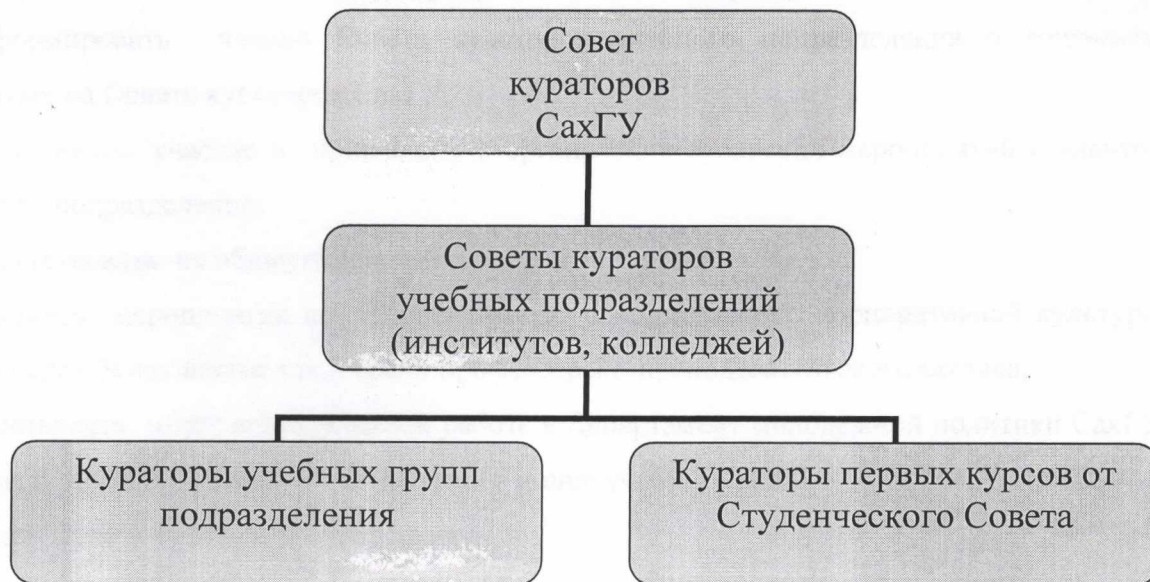 Совет
кураторов
СахГУ
Советы кураторов
учебных подразделений
(институтов, колледжей)
Кураторы учебных групп
подразделения
Кураторы первых курсов от
Студенческого Совета